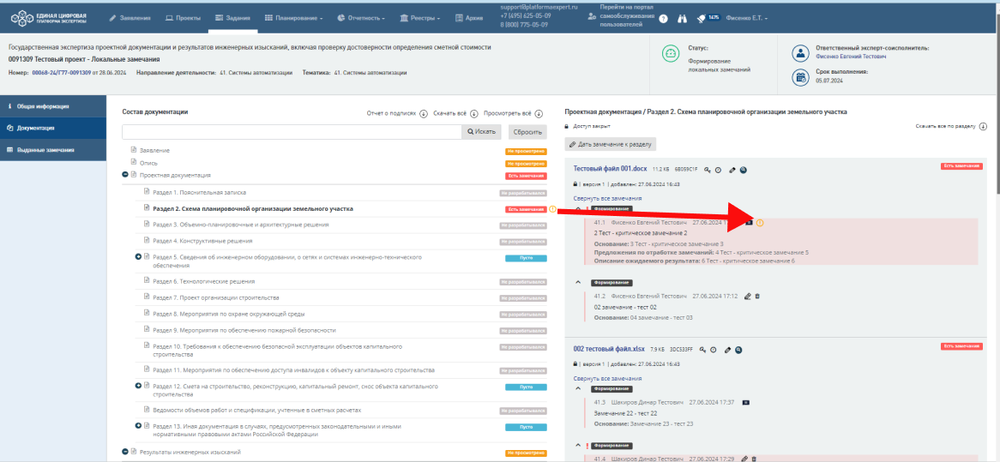 ЕДИНАЯ ЦИФРОВАЯ
ПЛАТФОРМА ЭКСПЕРТИЗЫ
Заявления
Проекты
Задания
Планирование
Отчетность
Реестры
Архив
support@platformaexpert.ru
+7 (495) 625-05-09
8 (800) 775-05-09
Перейти на портал
самообслуживания
пользователей
1475
Фисенко Е.Т.
Государственная экспертиза проектной документации и результатов инженерных изысканий, включая проверку достоверности определения сметной стоимости
0091309 Тестовый проект - Локальные замечания
Номер: 00068-24/ГГ7-0091309 от 28.06.2024 Направление деятельности: 41. Системы автоматизации Тематика: 41. Системы автоматизации
Статус:
Формирование
локальных замечаний
Ответственный эксперт-соисполнитель:
Фисенко Евгений Тестович
Срок выполнения:
05.07.2024
Общая информация
Документация
Выданные замечания
Состав документации
Отчет о подписях Скачать всё Просмотреть всё
Искать
Сбросить
Заявление Не просмотрено
Опись Не просмотрено
Проектная документация Есть замечания
Раздел 1. Пояснительная записка Не разрабатывался
Раздел 2. Схема планировочной организации земельного участка Есть замечания
Раздел 3. Объемно-планировочные и архитектурные решения Не разрабатывался
Раздел 4. Конструктивные решения Не разрабатывался
Раздел 5. Сведения об инженерном оборудовании, о сетях и системах инженерно-технического Пусто
обеспечения
Раздел 6. Технологические решения Не разрабатывался
Раздел 7. Проект организации строительства Не разрабатывался
Раздел 8. Мероприятия по охране окружающей среды Не разрабатывался
Раздел 9. Мероприятия по обеспечению пожарной безопасности Не разрабатывался
Раздел 10. Требования к обеспечению безопасной эксплуатации объектов капитального Не разрабатывался
строительства
Раздел 11. Мероприятия по обеспечению доступа инвалидов к объекту капитального строительства Не разрабатывался
Раздел 12. Смета на строительство, реконструкцию, капитальный ремонт, снос объекта капитального Пусто
строительства
Ведомости объемов работ и спецификации, учтенные в сметных расчетах Не разрабатывался
Раздел 13. Иная документация в случаях, предусмотренных законодательными и иными Пусто
нормативными правовыми актами Российской Федерации
Результаты инженерных изысканий Не просмотрено
Проектная документация / Раздел 2. Схема планировочной организации земельного участка
Доступ закрыт
Скачать все по разделу
Дать замечание к разделу
Тестовый файл 001.docx 11.2 КБ 6B059C1F
Есть замечания
| версия 1 | добавлен: 27.06.2024 16:43
Свернуть все замечания
! Формирование
41.1 Фисенко Евгений Тестович 27.06.2024
2 Тест - критическое замечание 2
Основание: 3 Тест - критическое замечание 3
Предложения по отработке замечаний: 4 Тест - критическое замечание 5
Описание ожидаемого результата: 6 Тест - критическое замечание 6
Формирование
41.2 Фисенко Евгений Тестович 27.06.2024 17:12
02 замечание - тест 02
Основание: 04 замечание - тест 03
002 тестовый файл.xlsx 7.9 КБ 3DC333FF
Есть замечания
| версия 1 | добавлен: 27.06.2024 16:43
Свернуть все замечания
Формирование
41.3 Шакиров Динар Тестович 27.06.2024 17:37
Замечание 22 - тест 22
Основание: Замечание 23 - тест 23
! Формирование
41.4 Шакиров Динар Тестович 27.06.2024 17:29